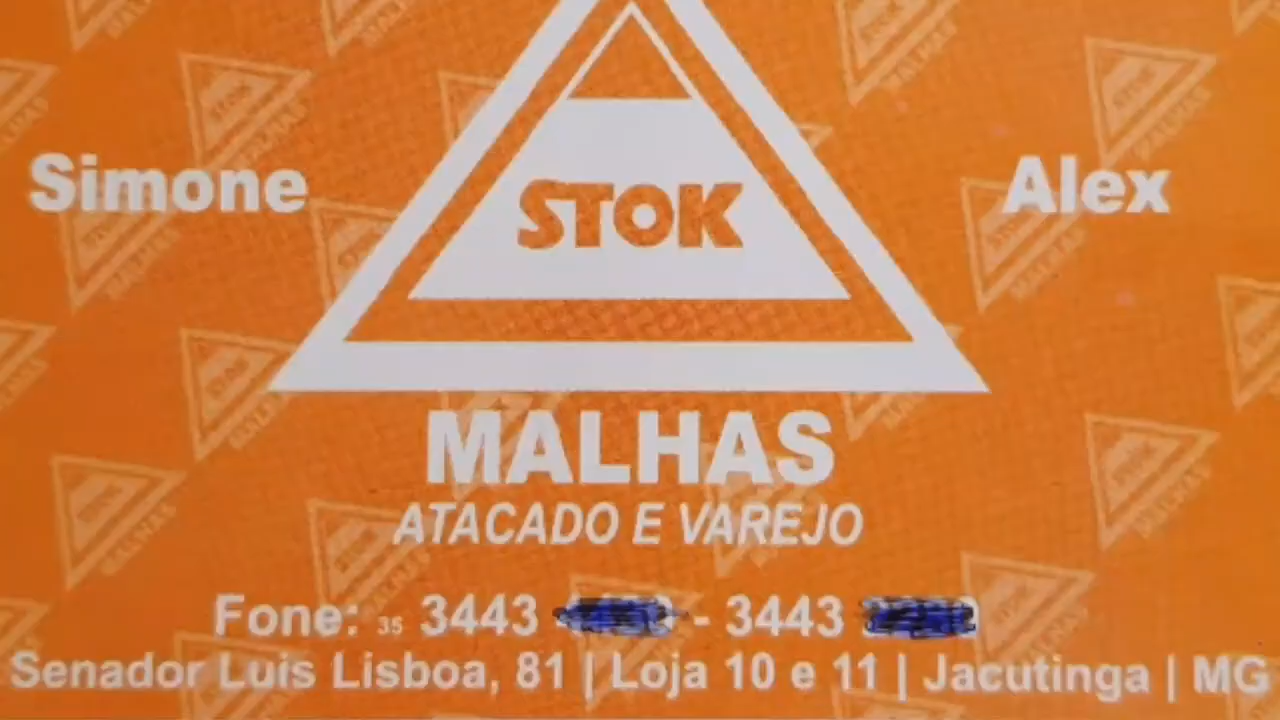 STOK
Simone
Alex
MALHAS
ATACADO E VAREJO
Fone: 35 3443 - 3443
Senador Luis Lisboa, 81 | Loja 10 e 11 | Jacutinga | MG